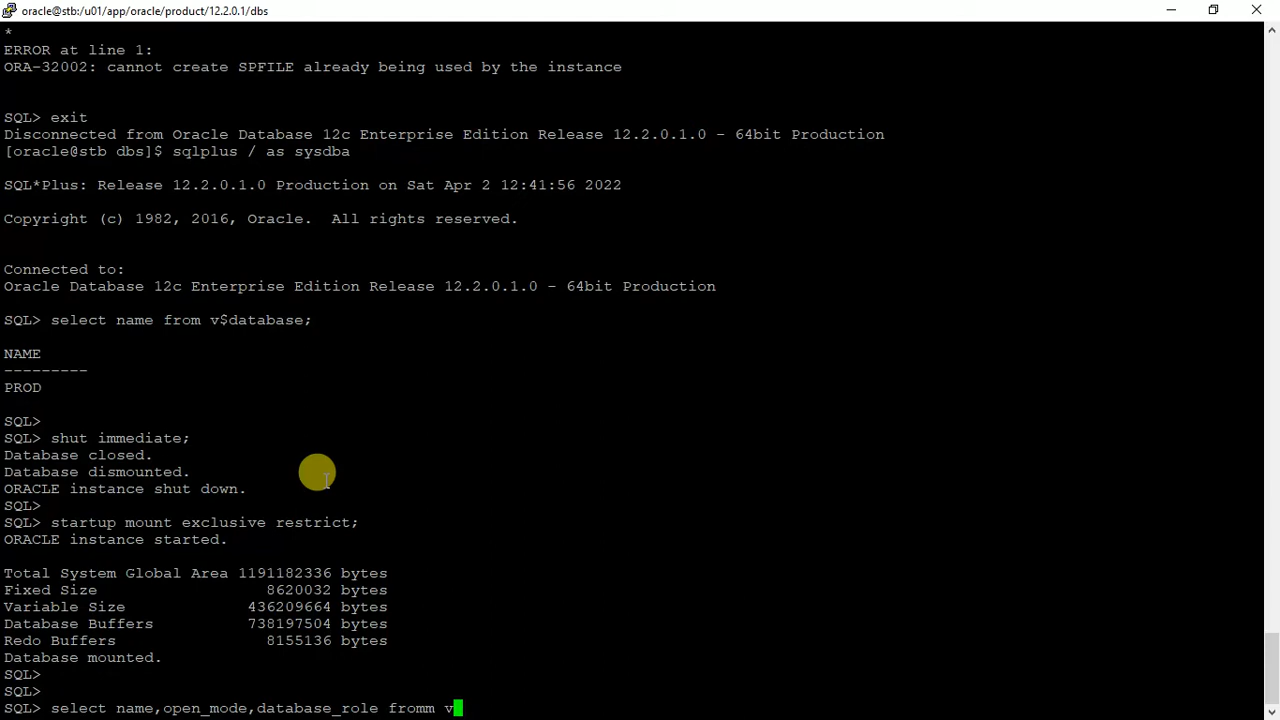 oracle@stb:/u01/app/oracle/product/12.2.0.1/dbs
*
ERROR at line 1:
ORA-32002: cannot create SPFILE already being used by the instance
SQL> exit
Disconnected from Oracle Database 12c Enterprise Edition Release 12.2.0.1.0 - 64bit Production
[oracle@stb dbs]$ sqlplus / as sysdba
SQL*Plus: Release 12.2.0.1.0 Production on Sat Apr 2 12:41:56 2022
Copyright (c) 1982, 2016, Oracle.  All rights reserved.
Connected to:
Oracle Database 12c Enterprise Edition Release 12.2.0.1.0 - 64bit Production
SQL> select name from v$database;
NAME
---------
PROD
SQL>
SQL> shut immediate;
Database closed.
Database dismounted.
ORACLE instance shut down.
SQL>
SQL> startup mount exclusive restrict;
ORACLE instance started.
Total System Global Area 1191182336 bytes
Fixed Size                  8620032 bytes
Variable Size             436209664 bytes
Database Buffers          738197504 bytes
Redo Buffers                8155136 bytes
Database mounted.
SQL>
SQL>
SQL> select name,open_mode,database_role fromm v